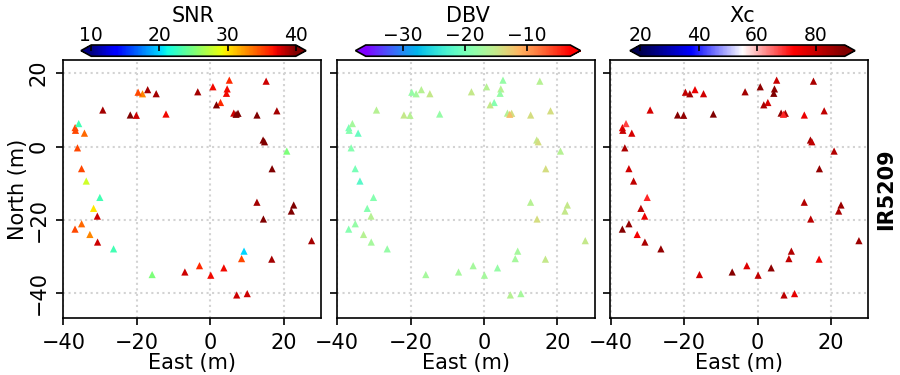 SNR DBV Xc
10 20 30 40 −30 −20 −10 20 40 60 80
20
0
−20
−40
North (m)
IR5209
−40 −20 0 20 −40 −20 0 20 −40 −20 0 20
East (m) East (m) East (m)